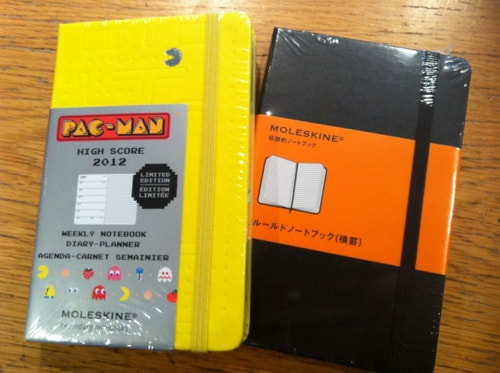 PAC-MAN
HIGH SCORE
2012
LIMITED
EDITION
ÉDITION
LIMITÉE
WEEKLY NOTEBOOK
DIARY-PLANNER
AGENDA-CARNET SEMAINIER
MOLESKINE®
MOLESKINE®
伝説的ノートブック
ルールドノートブック(横罫)